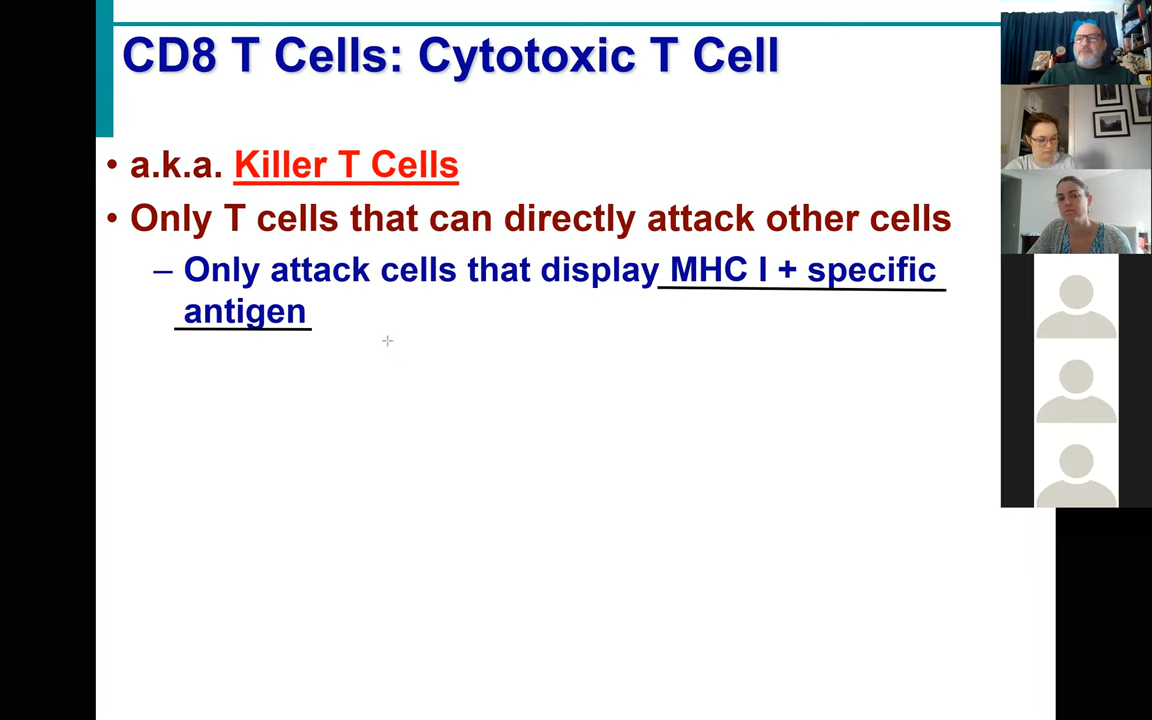 CD8 T Cells: Cytotoxic T Cell
• a.k.a. Killer T Cells
• Only T cells that can directly attack other cells
– Only attack cells that display MHC I + specific
antigen